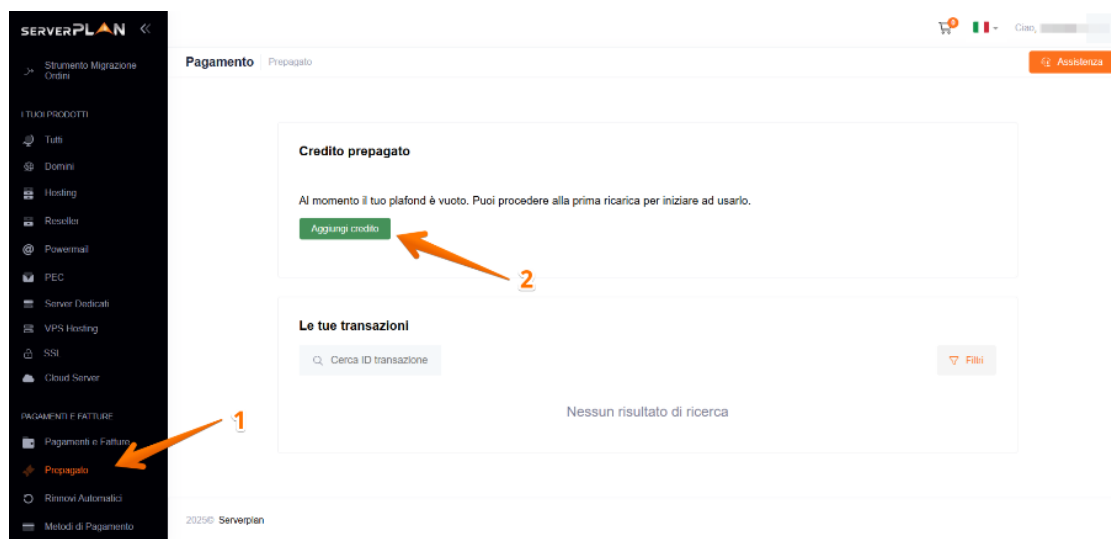 SERVERPLAN
0
Ciao,
Strumento Migrazione
Ordini
Pagamento
Prepagato
Assistenza
I TUOI PRODOTTI
Tutti
Domini
Hosting
Reseller
Powermail
PEC
Server Dedicati
VPS Hosting
SSL
Cloud Server
PAGAMENTI E FATTURE
Pagamenti e Fatture
Prepagato
Rinnovi Automatici
Metodi di Pagamento
Credito prepagato
Al momento il tuo plafond è vuoto. Puoi procedere alla prima ricarica per iniziare ad usarlo.
Aggiungi credito
2
Le tue transazioni
Cerca ID transazione
Filtri
Nessun risultato di ricerca
1
2025© Serverplan